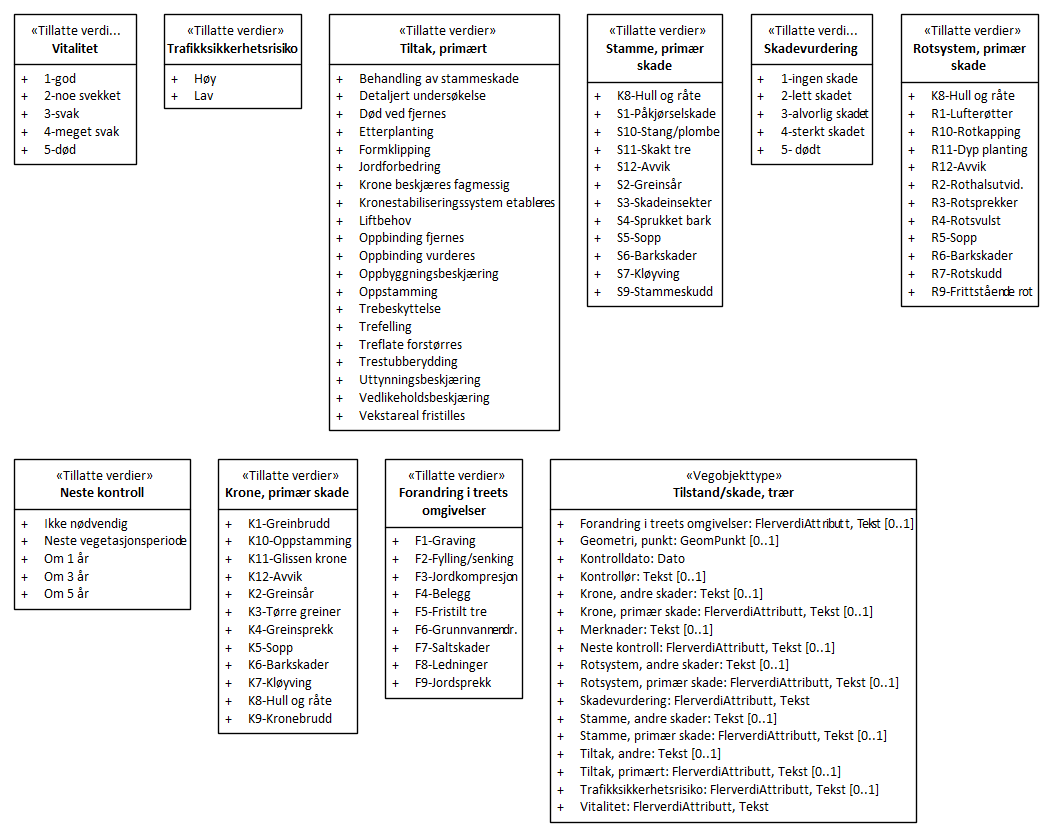 «Tillatte verdi...
Vitalitet
+ 1-god
+ 2-noe svekket
+ 3-svak
+ 4-meget svak
+ 5-død
«Tillatte verdier»
Trafikksikkerhetsrisiko
+ Høy
+ Lav
«Tillatte verdier»
Tiltak, primært
+ Behandling av stammeskade
+ Detaljert undersøkelse
+ Død ved fjernes
+ Etterplanting
+ Formklipping
+ Jordforbedring
+ Krone beskjæres fagmessig
+ Kronestabiliseringssystem etableres
+ Liftbehov
+ Oppbinding fjernes
+ Oppbinding vurderes
+ Oppbyggningsbeskjæring
+ Oppstamming
+ Trebeskyttelse
+ Trefelling
+ Treflate forstørres
+ Trestubberydding
+ Uttynningsbeskjæring
+ Vedlikeholdsbeskjæring
+ Vekstareal fristilles
«Tillatte verdier»
Stamme, primær
skade
+ K8-Hull og råte
+ S1-Påkjørselskade
+ S10-Stang/plombe
+ S11-Skakt tre
+ S12-Avvik
+ S2-Greinsår
+ S3-Skadeinsekter
+ S4-Sprukket bark
+ S5-Sopp
+ S6-Barkskader
+ S7-Kløyving
+ S9-Stammeskudd
«Tillatte verdi...
Skadevurdering
+ 1-ingen skade
+ 2-lett skadet
+ 3-alvorlig skadet
+ 4-sterkt skadet
+ 5- dødt
«Tillatte verdier»
Rotsystem, primær
skade
+ K8-Hull og råte
+ R1-Lufterøtter
+ R10-Rotkapping
+ R11-Dyp planting
+ R12-Avvik
+ R2-Rothalsutvid.
+ R3-Rotsprekker
+ R4-Rotsvulst
+ R5-Sopp
+ R6-Barkskader
+ R7-Rotskudd
+ R9-Frittstående rot
«Tillatte verdier»
Neste kontroll
+ Ikke nødvendig
+ Neste vegetasjonsperiode
+ Om 1 år
+ Om 3 år
+ Om 5 år
«Tillatte verdier»
Krone, primær skade
+ K1-Greinbrudd
+ K10-Oppstamming
+ K11-Glissen krone
+ K12-Avvik
+ K2-Greinsår
+ K3-Tørre greiner
+ K4-Greinsprekk
+ K5-Sopp
+ K6-Barkskader
+ K7-Kløyving
+ K8-Hull og råte
+ K9-Kronebrudd
«Tillatte verdier»
Forandring i treets
omgivelser
+ F1-Graving
+ F2-Fylling/senking
+ F3-Jordkompresjon
+ F4-Belegg
+ F5-Fristilt tre
+ F6-Grunnvannendr.
+ F7-Saltskader
+ F8-Ledninger
+ F9-Jordsprekk
«Vegobjekttype»
Tilstand/skade, trær
+ Forandring i treets omgivelser: FlerverdiAttributt, Tekst [0..1]
+ Geometri, punkt: GeomPunkt [0..1]
+ Kontrolldato: Dato
+ Kontrollør: Tekst [0..1]
+ Krone, andre skader: Tekst [0..1]
+ Krone, primær skade: FlerverdiAttributt, Tekst [0..1]
+ Merknader: Tekst [0..1]
+ Neste kontroll: FlerverdiAttributt, Tekst [0..1]
+ Rotsystem, andre skader: Tekst [0..1]
+ Rotsystem, primær skade: FlerverdiAttributt, Tekst [0..1]
+ Skadevurdering: FlerverdiAttributt, Tekst
+ Stamme, andre skader: Tekst [0..1]
+ Stamme, primær skade: FlerverdiAttributt, Tekst [0..1]
+ Tiltak, andre: Tekst [0..1]
+ Tiltak, primært: FlerverdiAttributt, Tekst [0..1]
+ Trafikksikkerhetsrisiko: FlerverdiAttributt, Tekst [0..1]
+ Vitalitet: FlerverdiAttributt, Tekst